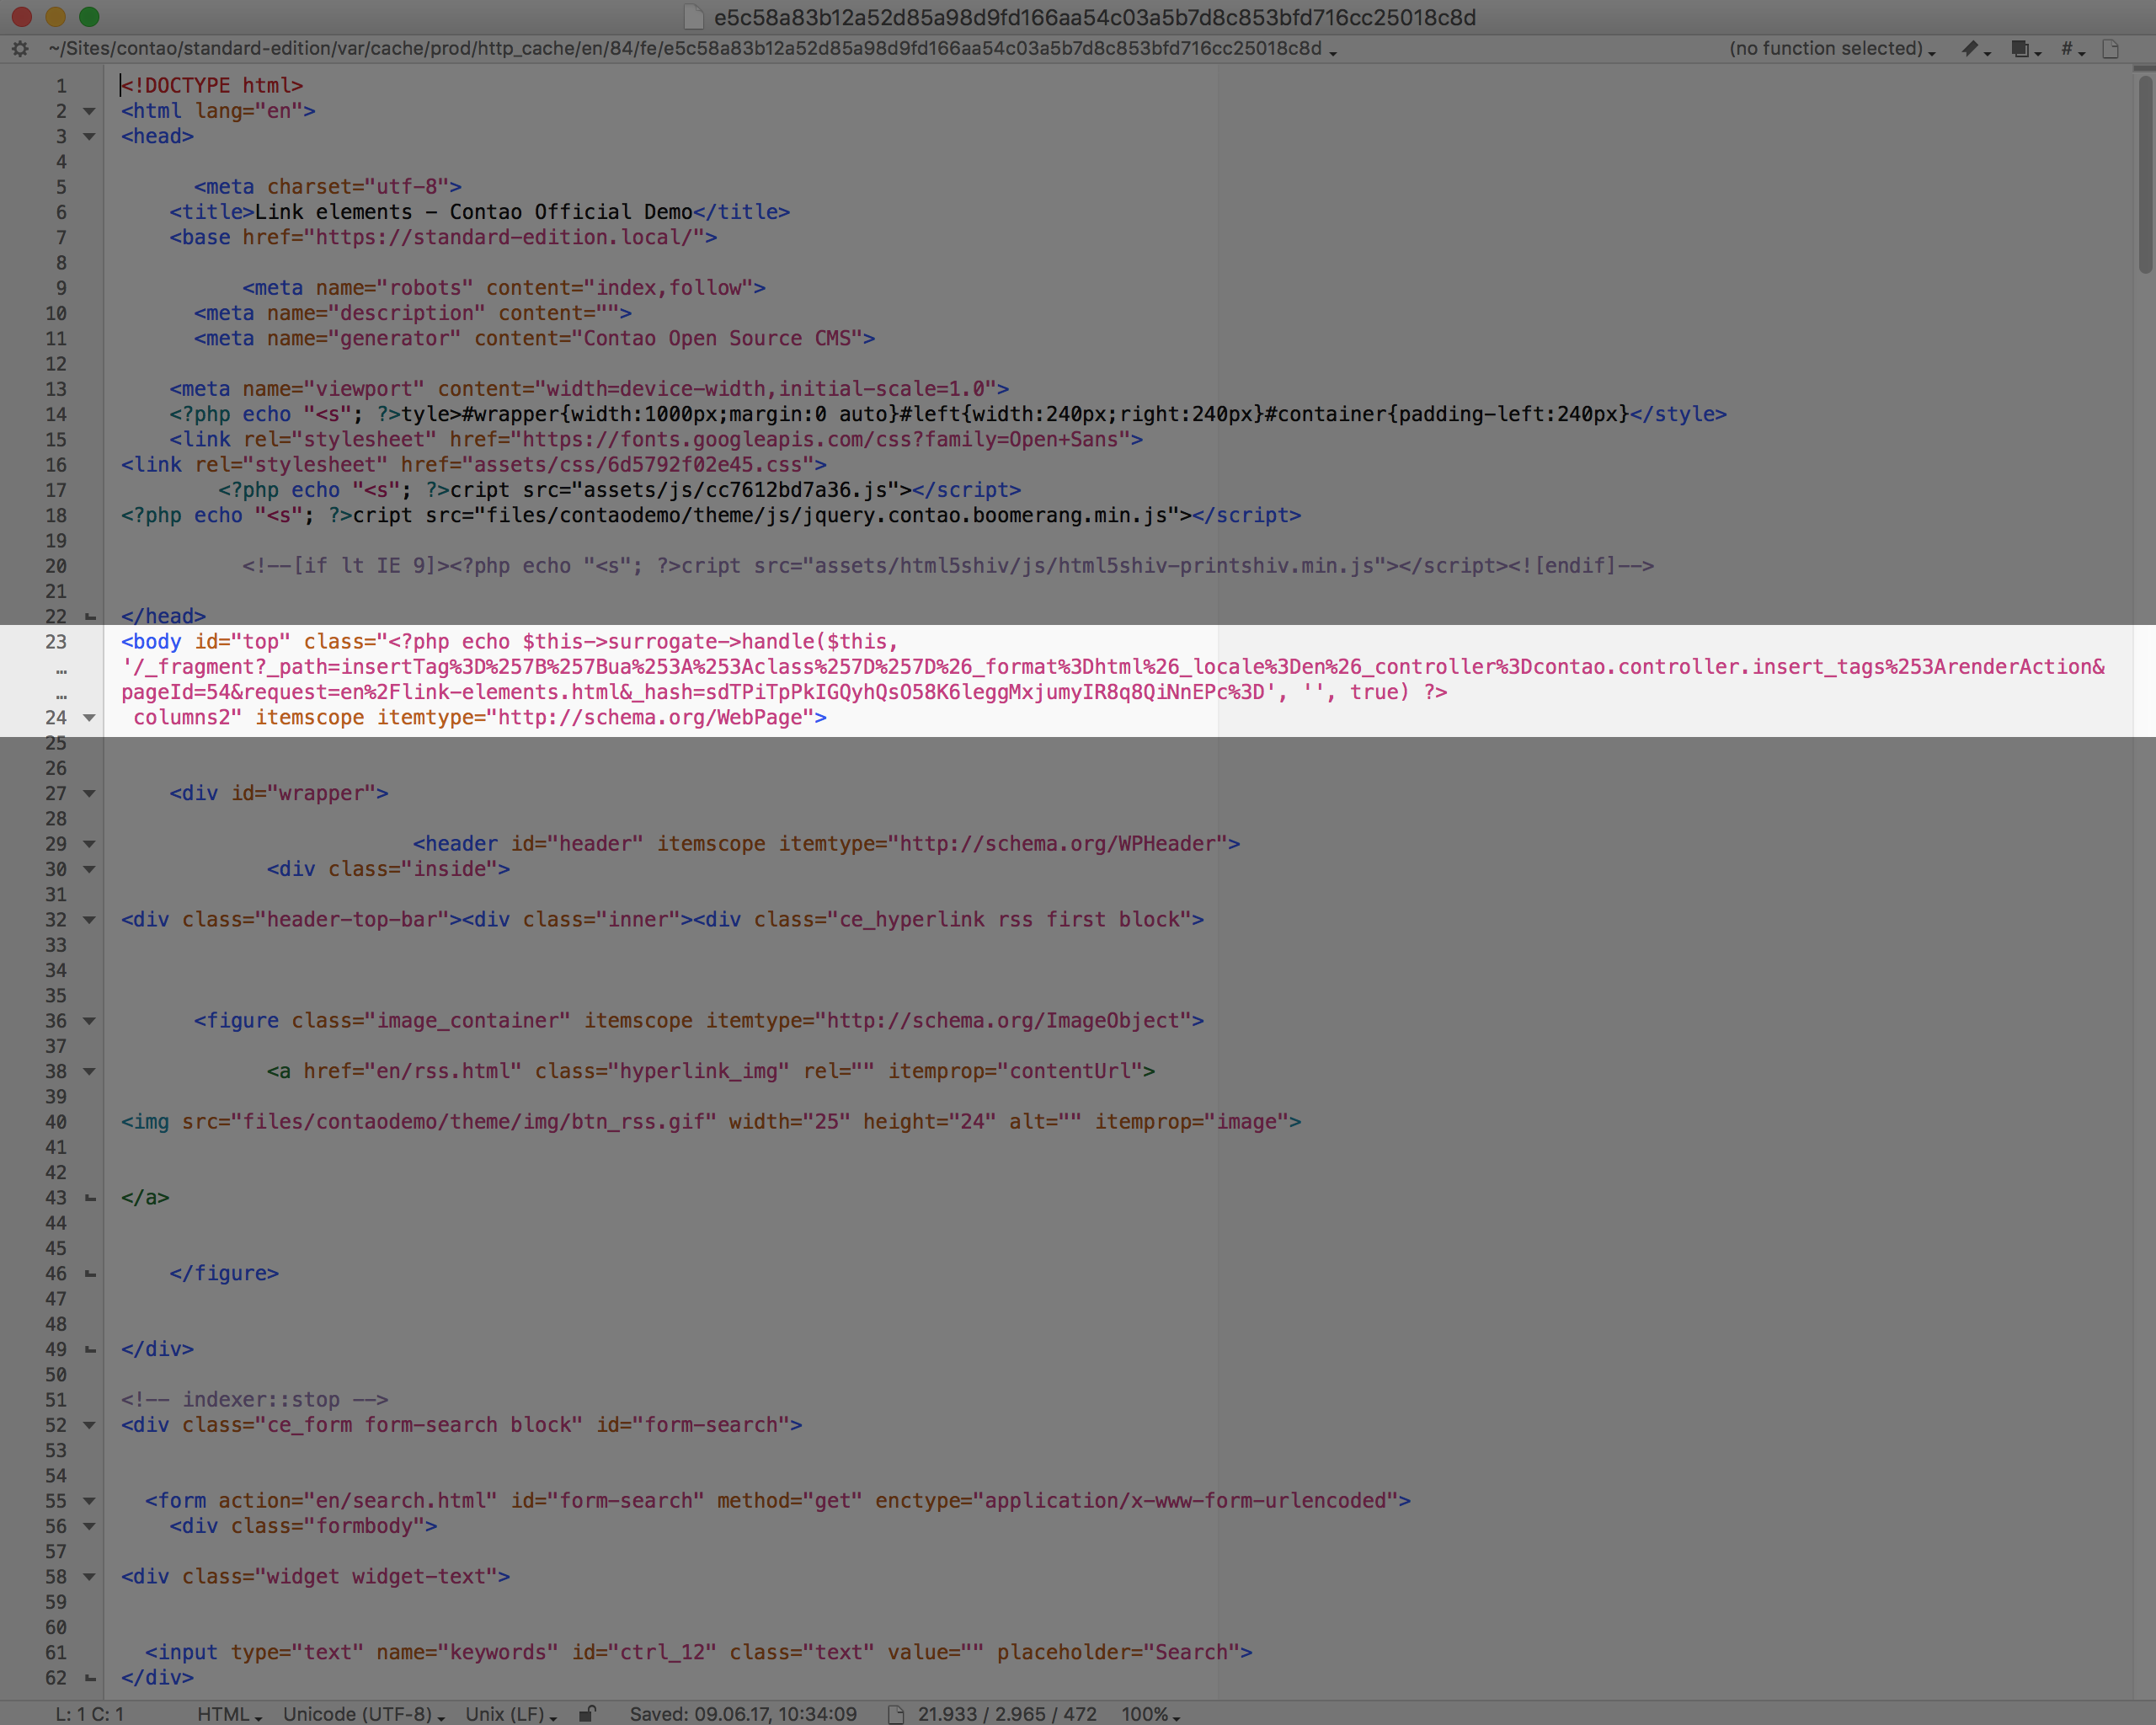 e5c58a83b12a52d85a98d9fd166aa54c03a5b7d8c853bfd716cc25018c8d
~/Sites/contao/standard-edition/var/cache/prod/http_cache/en/84/fe/e5c58a83b12a52d85a98d9fd166aa54c03a5b7d8c853bfd716cc25018c8d (no function selected) #
1 <!DOCTYPE html>
2 <html lang="en">
3 <head>
4
5 <meta charset="utf-8">
6 <title>Link elements - Contao Official Demo</title>
7 <base href="https://standard-edition.local/">
8
9 <meta name="robots" content="index,follow">
10 <meta name="description" content="">
11 <meta name="generator" content="Contao Open Source CMS">
12
13 <meta name="viewport" content="width=device-width,initial-scale=1.0">
14 <?php echo "<s"; ?>tyle>#wrapper{width:1000px;margin:0 auto}#left{width:240px;right:240px}#container{padding-left:240px}</style>
15 <link rel="stylesheet" href="https://fonts.googleapis.com/css?family=Open+Sans">
16 <link rel="stylesheet" href="assets/css/6d5792f02e45.css">
17 <?php echo "<s"; ?>cript src="assets/js/cc7612bd7a36.js"></script>
18 <?php echo "<s"; ?>cript src="files/contaodemo/theme/js/jquery.contao.boomerang.min.js"></script>
19
20 <!--[if lt IE 9]><?php echo "<s"; ?>cript src="assets/html5shiv/js/html5shiv-printshiv.min.js"></script><![endif]-->
21
22 </head>
23 <body id="top" class="<?php echo $this->surrogate->handle($this,
… '/_fragment?_path=insertTag%3D%257B%257Bua%253A%253Aclass%257D%257D%26_format%3Dhtml%26_locale%3Den%26_controller%3Dcontao.controller.insert_tags%253ArenderAction&
… pageId=54&request=en%2Flink-elements.html&_hash=sdTPiTpPkIGQyhQsO58K6leggMxjumyIR8q8QiNnEPc%3D', '', true) ?>
24 columns2" itemscope itemtype="http://schema.org/WebPage">
25
26
27 <div id="wrapper">
28
29 <header id="header" itemscope itemtype="http://schema.org/WPHeader">
30 <div class="inside">
31
32 <div class="header-top-bar"><div class="inner"><div class="ce_hyperlink rss first block">
33
34
35
36 <figure class="image_container" itemscope itemtype="http://schema.org/ImageObject">
37
38 <a href="en/rss.html" class="hyperlink_img" rel="" itemprop="contentUrl">
39
40 <img src="files/contaodemo/theme/img/btn_rss.gif" width="25" height="24" alt="" itemprop="image">
41
42
43 </a>
44
45
46 </figure>
47
48
49 </div>
50
51 <!-- indexer::stop -->
52 <div class="ce_form form-search block" id="form-search">
53
54
55 <form action="en/search.html" id="form-search" method="get" enctype="application/x-www-form-urlencoded">
56 <div class="formbody">
57
58 <div class="widget widget-text">
59
60
61 <input type="text" name="keywords" id="ctrl_12" class="text" value="" placeholder="Search">
62 </div>
L: 1 C: 1 HTML Unicode (UTF-8) Unix (LF) Saved: 09.06.17, 10:34:09 21.933 / 2.965 / 472 100%